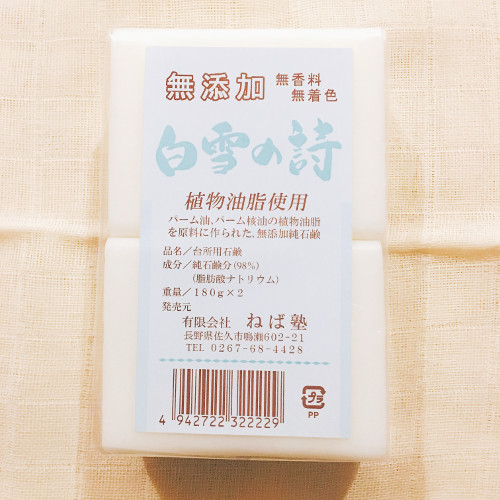 無添加
無香料
無着色
白雪の詩
植物油脂使用
パーム油、パーム核油の植物油脂
を原料に作られた、無添加純石鹸
品名／台所用石鹸
成分／純石鹸分(98%)
(脂肪酸ナトリウム)
重量／180g×2
発売元
有限会社 ねば塾
長野県佐久市鳴瀬602-21
TEL 0267-68-4428
4 942722 322229
プラ
PP